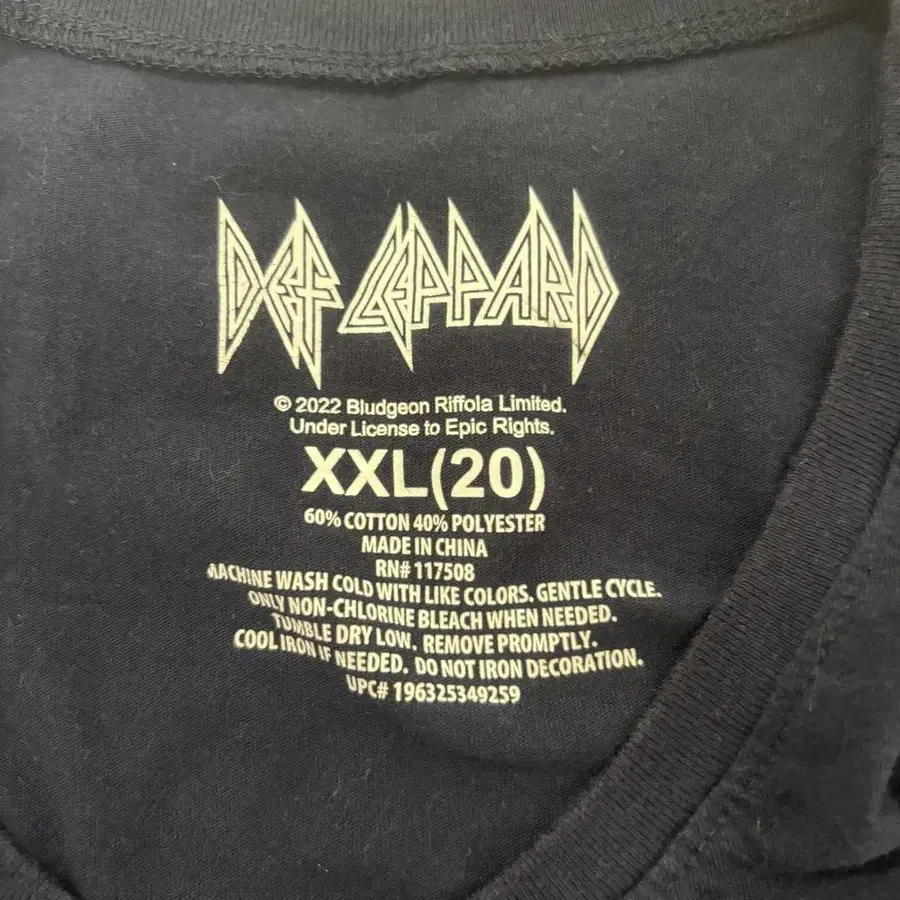 DEF LEPPARD
© 2022 Bludgeon Riffola Limited.
Under License to Epic Rights.
XXL(20)
60% COTTON 40% POLYESTER
MADE IN CHINA
RN# 117508
MACHINE WASH COLD WITH LIKE COLORS. GENTLE CYCLE.
ONLY NON-CHLORINE BLEACH WHEN NEEDED.
TUMBLE DRY LOW. REMOVE PROMPTLY.
COOL IRON IF NEEDED. DO NOT IRON DECORATION.
UPC# 196325349259